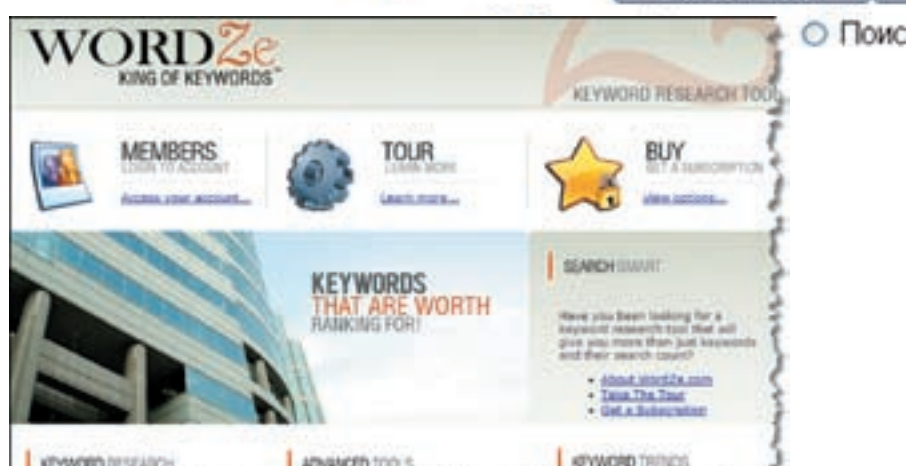 Поис
WORDZe
KING OF KEYWORDS™
KEYWORD RESEARCH TOOL
MEMBERS
LOGIN TO ACCOUNT
Access your account...
TOUR
LEARN MORE
Learn more...
BUY
GET A SUBSCRIPTION
View options...
KEYWORDS
THAT ARE WORTH
RANKING FOR!
SEARCH SMART
Have you been looking for a
keyword research tool that will
give you more than just keywords
and their search count?
• About WordZe.com
• Take The Tour
• Get a Subscription
KEYWORD RESEARCH
ADVANCED TOOLS
KEYWORD TRENDS